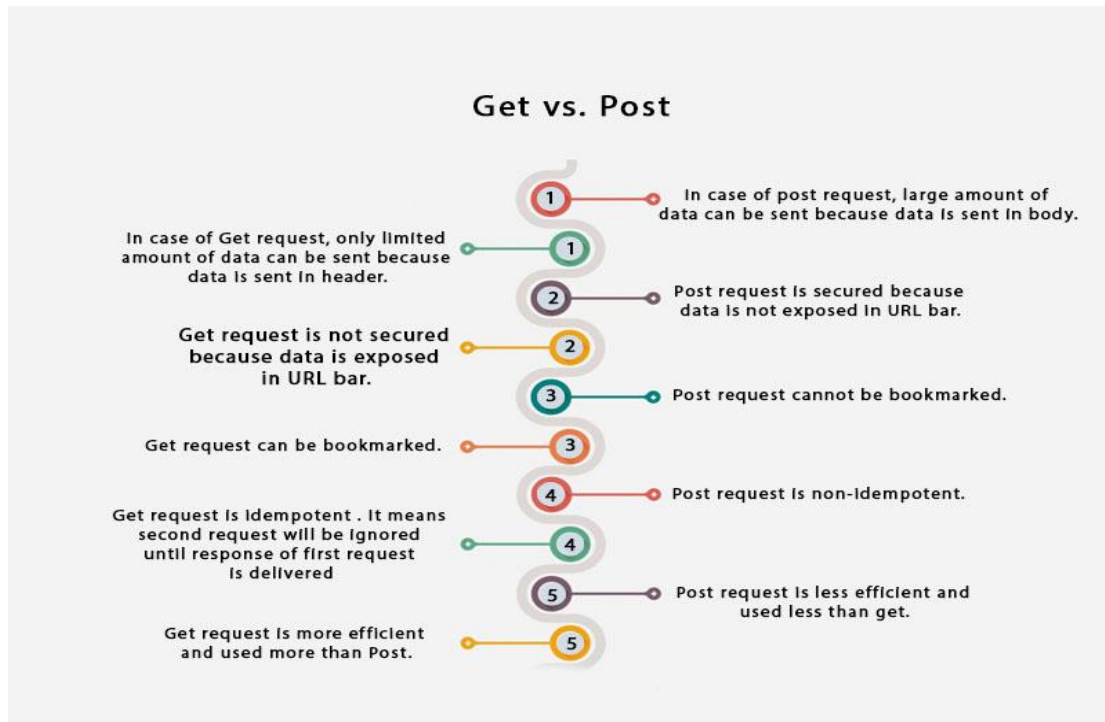 Get vs. Post
1
In case of post request, large amount of
data can be sent because data is sent in body.
In case of Get request, only limited
amount of data can be sent because
data is sent in header.
1
2
Post request is secured because
data is not exposed in URL bar.
Get request is not secured
because data is exposed
in URL bar.
2
3
Post request cannot be bookmarked.
Get request can be bookmarked.
3
4
Post request is non-idempotent.
Get request is idempotent . It means
second request will be ignored
until response of first request
is delivered
4
5
Post request is less efficient and
used less than get.
Get request is more efficient
and used more than Post.
5